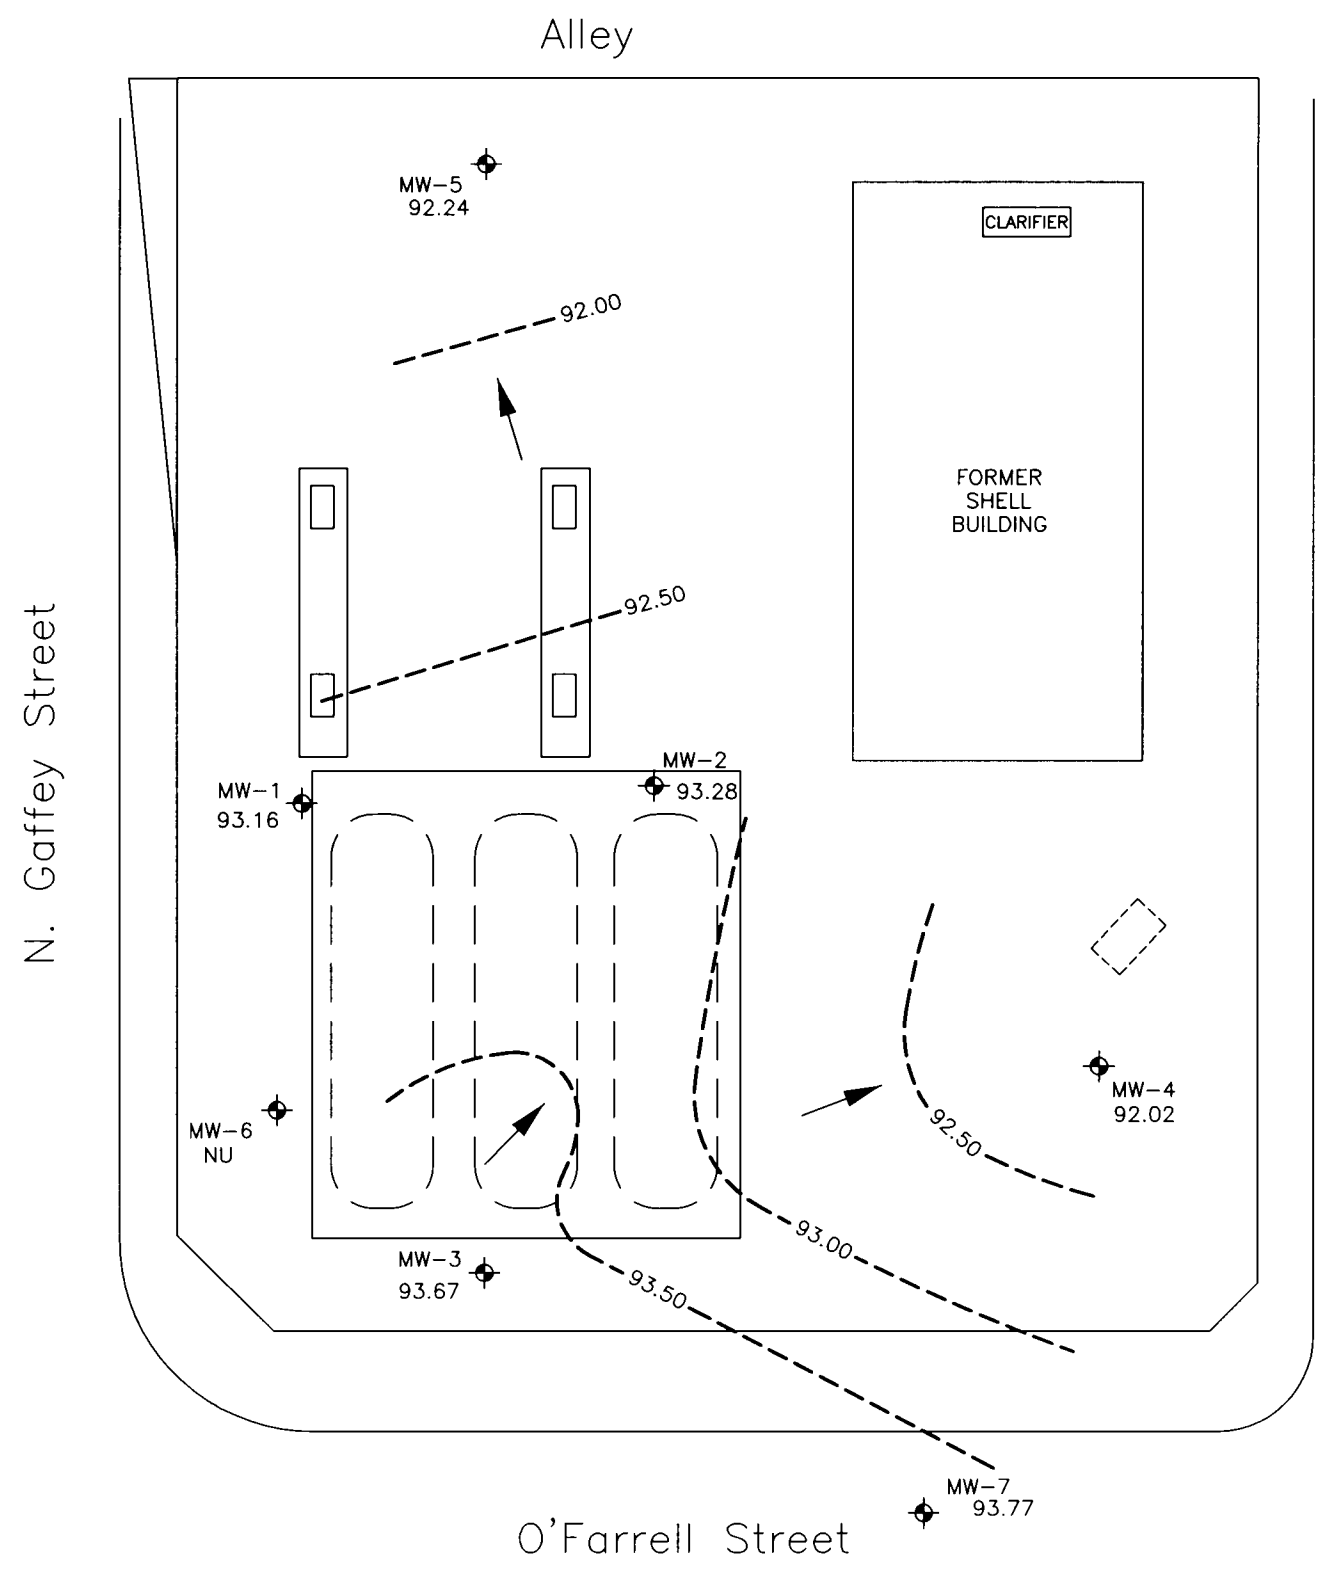 Alley
MW-5
92.24
CLARIFIER
92.00
FORMER
SHELL
BUILDING
92.50
N. Gaffey Street
MW-2
93.28
MW-1
93.16
MW-4
92.02
92.50
MW-6
NU
93.00
MW-3
93.67
93.50
MW-7
93.77
O'Farrell Street